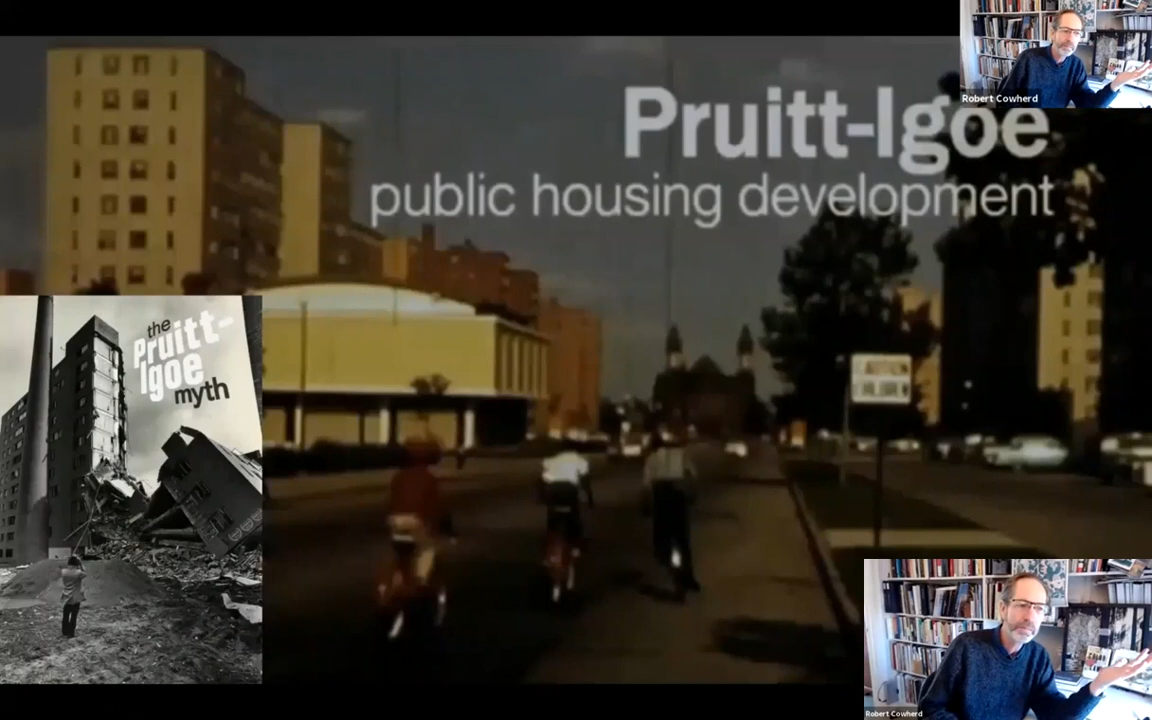 Pruitt-Igoe
public housing development
Robert Cowherd
the
Pruitt-
Igoe
myth
Robert Cowherd